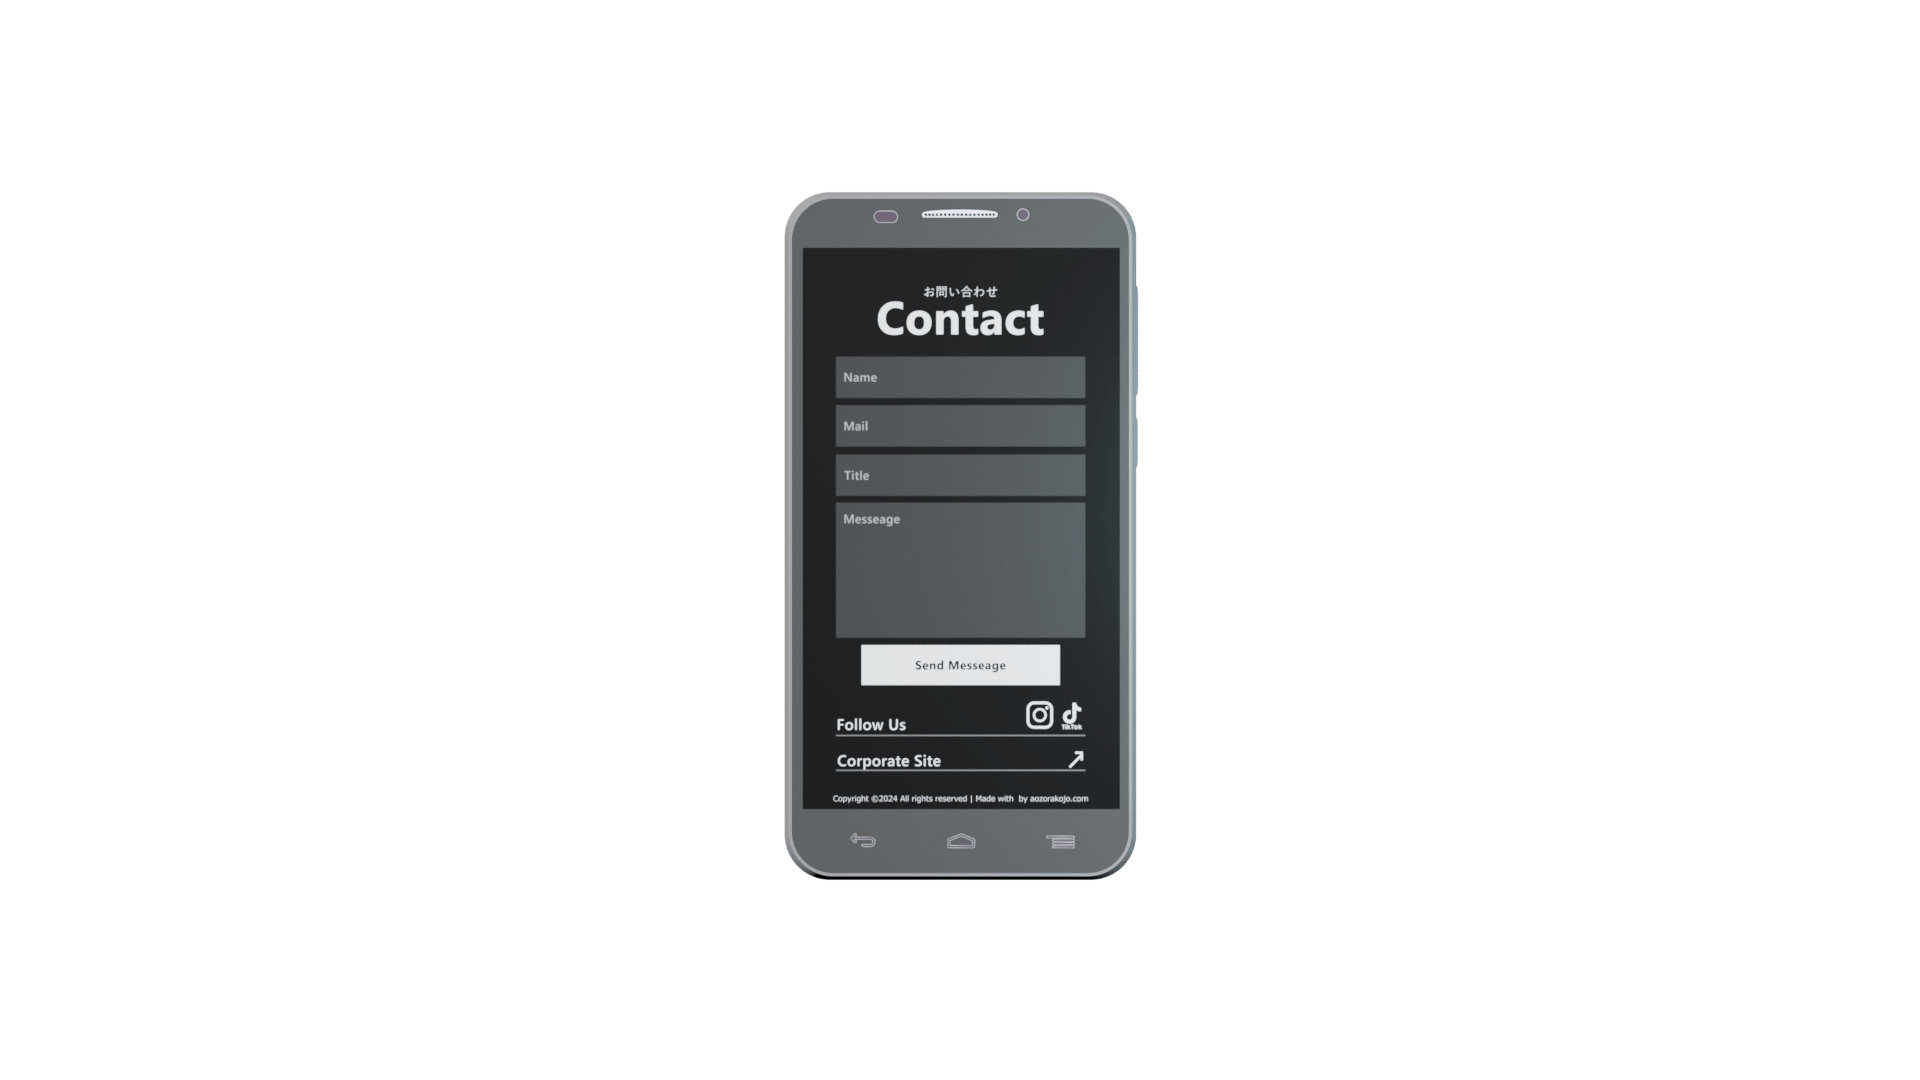 お問い合わせ
Contact
Name
Mail
Title
Messeage
Send Messeage
Follow Us
TikTok
Corporate Site
Copyright ©2024 All rights reserved | Made with by aozorakojo.com